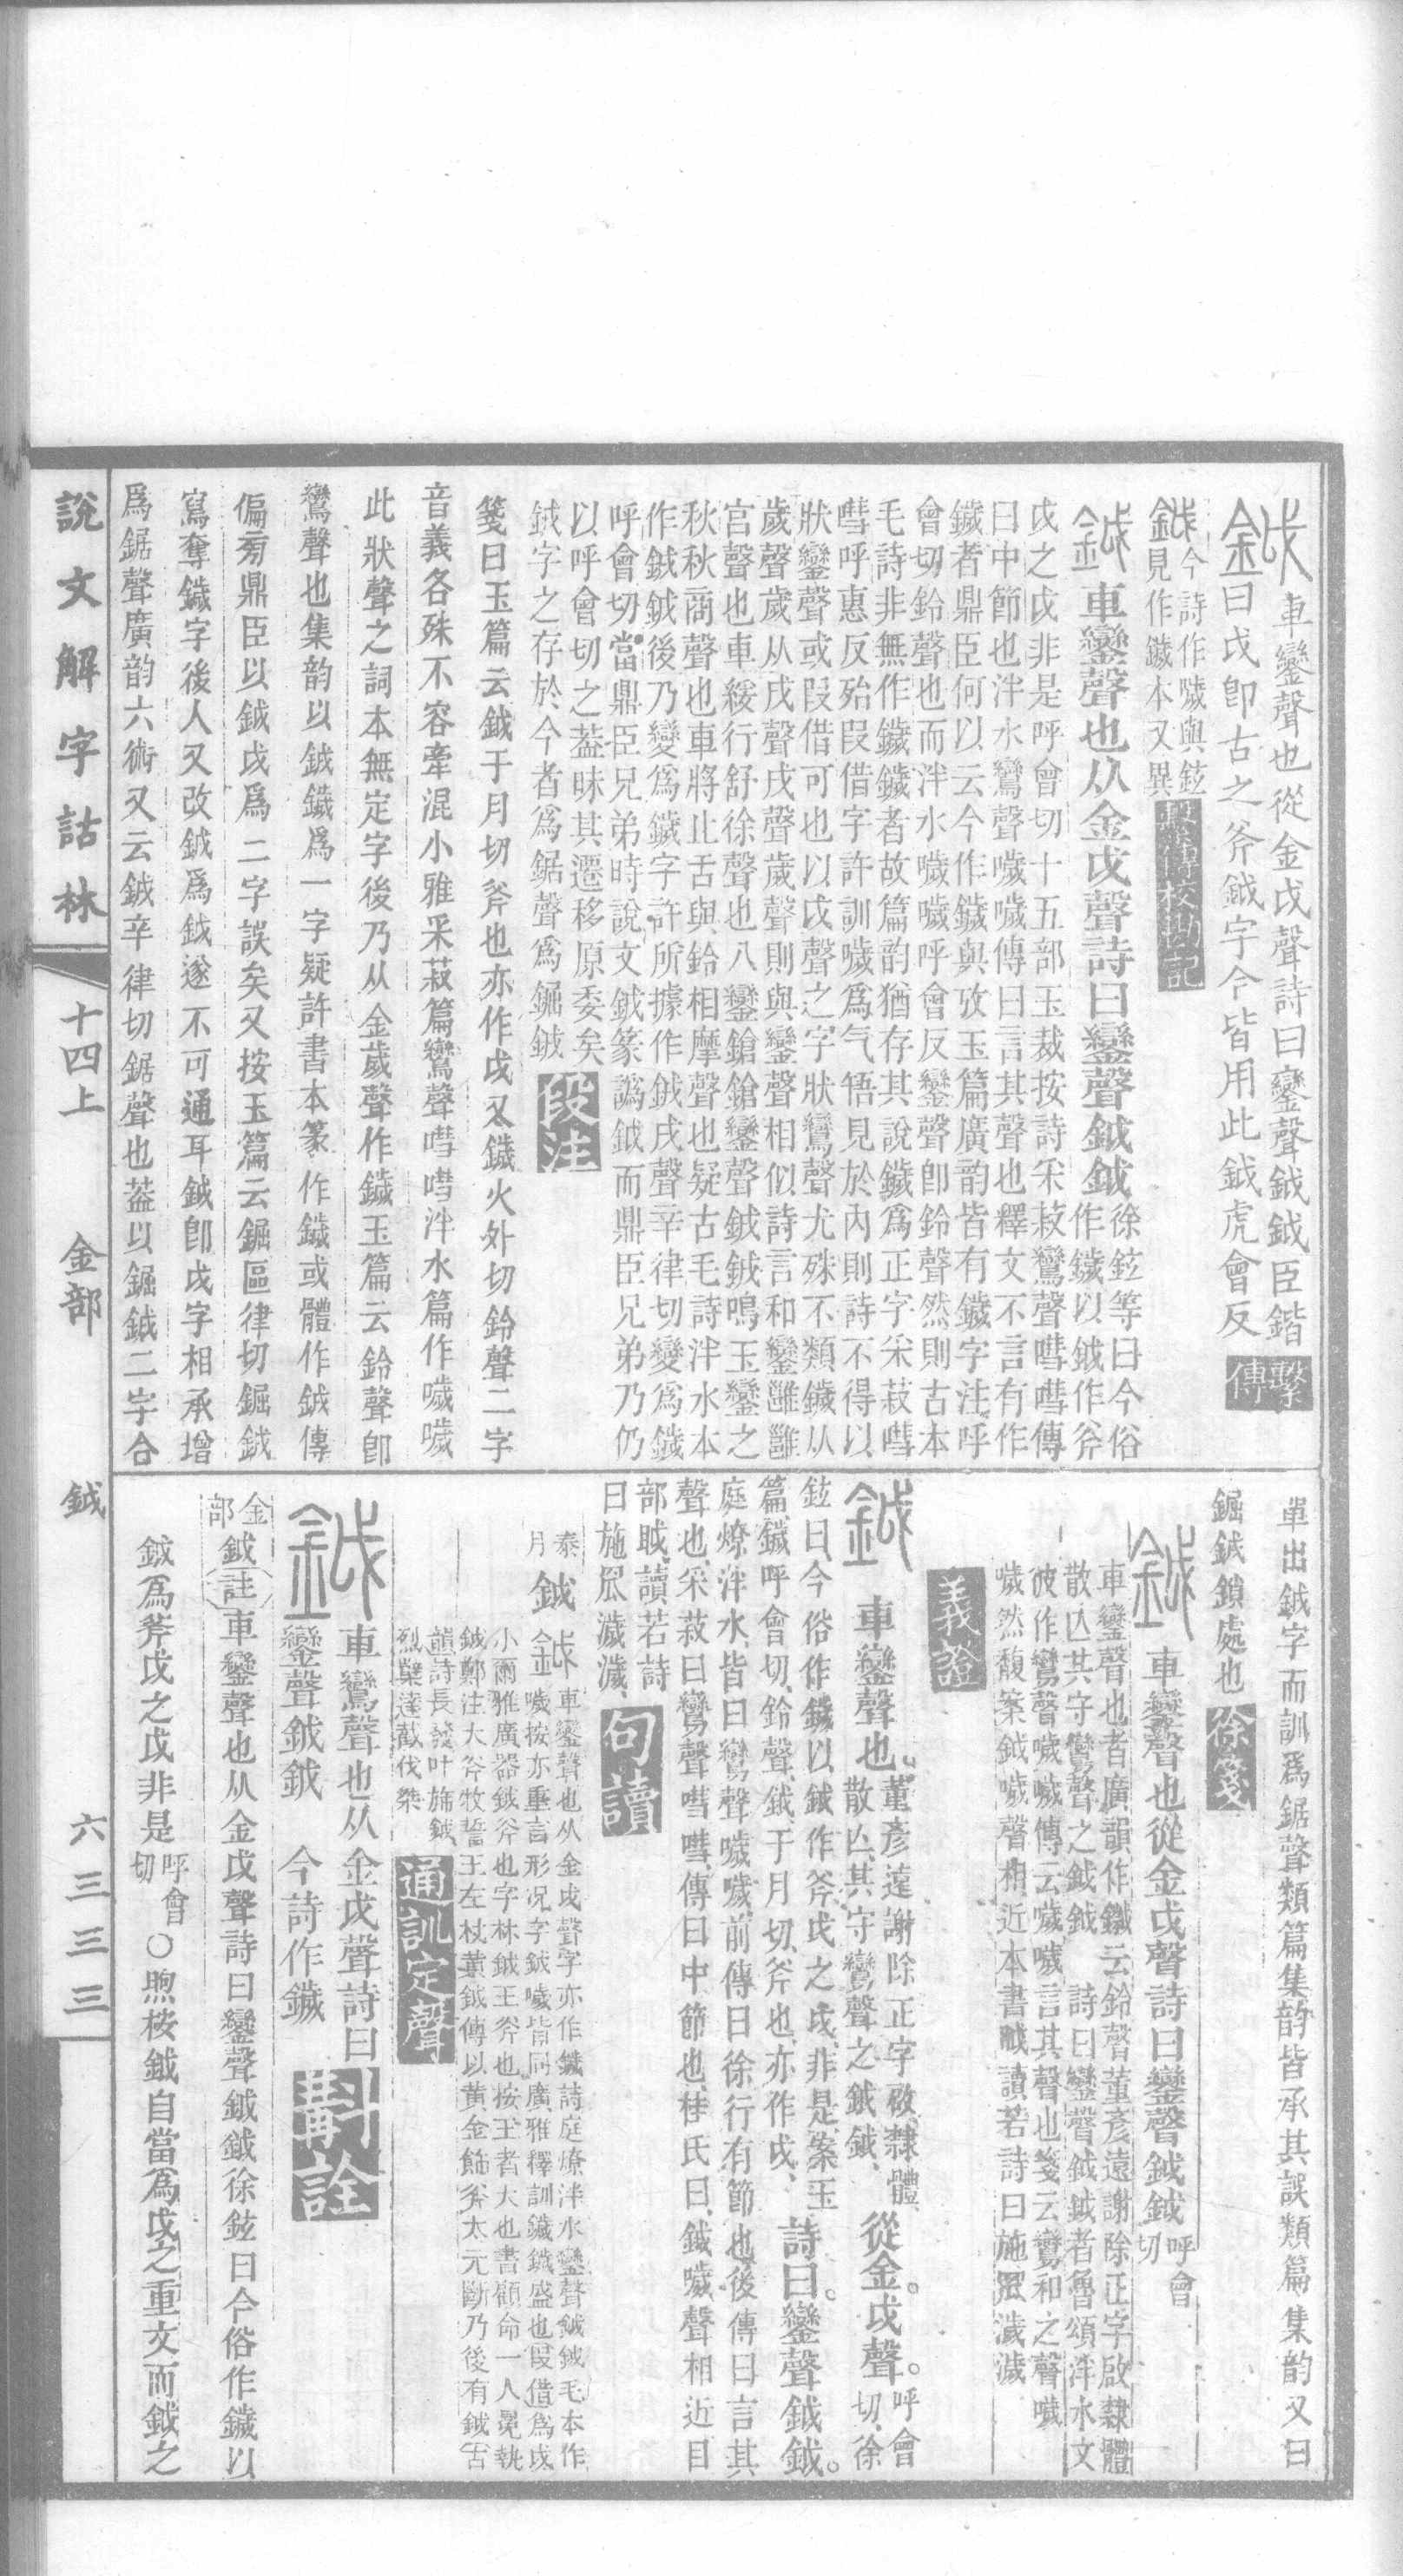 車鑾聲也從金戉聲詩曰鑾聲鉞鉞臣鍇
曰戉卽古之斧鉞字今皆用此鉞虎會反
繫傳
今詩作噦與鉉
見作鐬本又異
繫傳校勘記
車鑾聲也从金戉聲詩曰鑾聲鉞鉞
徐鉉等曰今俗
作鐬以鉞作斧
戉之戉非是呼會切十五部玉裁按詩采菽鸞聲嘒嘒傳
曰中節也泮水鸞聲噦噦傳曰言其聲也釋文不言有作
鐬者鼎臣何以云今作鐬與攷玉篇廣韵皆有鐬字注呼
會切鈴聲也而泮水噦噦呼會反鑾聲卽鈴聲然則古本
毛詩非無作鐬鐬者故篇韵猶存其說鐬爲正字采菽嘒
嘒呼惠反殆叚借字許訓噦爲气啎見於內則詩不得以
狀鑾聲或叚借可也以戉聲之字狀鸞聲尤殊不類鐬从
歲聲歲从戌聲戌聲歲聲則與鑾聲相似詩言和鑾雝雝
宮聲也車綏行舒徐聲也八鑾鎗鎗鑾聲鉞鉞鳴玉鑾之
秋秋商聲也車將止舌與鈴相摩聲也疑古毛詩泮水本
作鉞鉞後乃變爲鐬字許所據作鉞戌聲辛律切變爲鐬
呼會切當鼎臣兄弟時說文鉞篆譌鉞而鼎臣兄弟乃仍
以呼會切之葢昧其遷移原委矣
鉞字之存於今者爲鋸聲爲鋸鉞
段注
箋曰玉篇云鉞于月切斧也亦作戉又鐬火外切鈴聲二字
音義各殊不容牽混小雅采菽篇鸞聲嘒嘒泮水篇作噦噦
此狀聲之詞本無定字後乃从金歲聲作鐬玉篇云鈴聲卽
鸞聲也集韵以鉞鐬爲一字疑許書本篆作鐬或體作鉞傳
寫奪鐬字後人又改鉞爲鉞遂不可通耳鉞卽戉字相承增
偏旁鼎臣以鉞戉爲二字誤矣又按玉篇云鋸區律切鋸鉞
爲鋸聲廣韵六術又云鉞辛律切鋸聲也葢以鋸鉞二字合
單出鉞字而訓爲鋸聲類篇集韵皆承其誤類篇集韵又曰
鋸鉞鎖處也
徐箋
車鑾聲也從金戉聲詩曰鑾聲鉞鉞
呼會
切
車鑾聲也者廣韻作鐬云鈴聲董彥遠謝除正字啟隸體
散亾其守鸞聲之鉞鉞　詩曰鑾聲鉞鉞者魯頌泮水文
彼作鸞聲噦噦傳云噦噦言其聲也箋云鸞和之聲噦
噦然馥案鉞噦聲相近本書眓讀若詩曰施罛濊濊
義證
車鑾聲也
董彥遠謝除正字啟隸體
散亾其守鸞聲之鉞鉞
從金戉聲
呼會
切徐
鉉曰今俗作鐬以鉞作斧戉之戉非是案玉
篇鐬呼會切鈴聲鉞于月切斧也亦作戉
詩曰鑾聲鉞鉞
庭燎泮水皆曰鸞聲噦噦前傳曰徐行有節也後傳曰言其
聲也采菽曰鸞聲嘒嘒傳曰中節也桂氏曰鉞噦聲相近目
部眓讀若詩
曰施罛濊濊
句讀
泰
月
鉞
車鑾聲也从金戉聲字亦作鐬詩庭燎泮水鑾聲鉞鉞毛本作
噦按亦重言形況字鉞噦皆同廣雅釋訓鐬鐬盛也叚借爲戉
小爾雅廣器鉞斧也字林鉞王斧也按王者大也書顧命一人冕執
鉞鄭注大斧牧誓王左杖黃鉞傳以黃金飾斧太元斷乃後有鉞古
韻詩長發叶旆鉞
烈櫱達截伐桀
通訓定聲
車鸞聲也从金戉聲詩曰
鑾聲鉞鉞　今詩作鐬
斠詮
金部
鉞（註）車鑾聲也从金戉聲詩曰鑾聲鉞鉞徐鉉曰今俗作鐬以
鉞爲斧戉之戉非是
呼會
切
○煦桉鉞自當爲戉之重文而鉞之
說文解字詁林　十四上　金部　鉞　六三三三